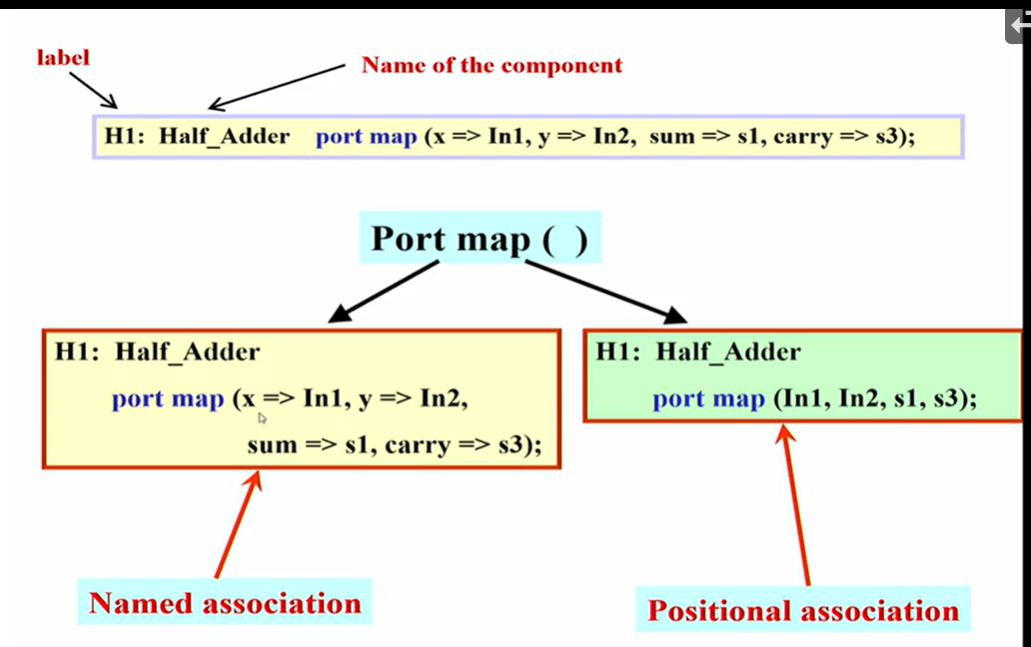 label
Name of the component
H1: Half_Adder port map (x => In1, y => In2, sum => s1, carry => s3);
Port map ( )
H1: Half_Adder
port map (x => In1, y => In2,
sum => s1, carry => s3);
H1: Half_Adder
port map (In1, In2, s1, s3);
Named association
Positional association